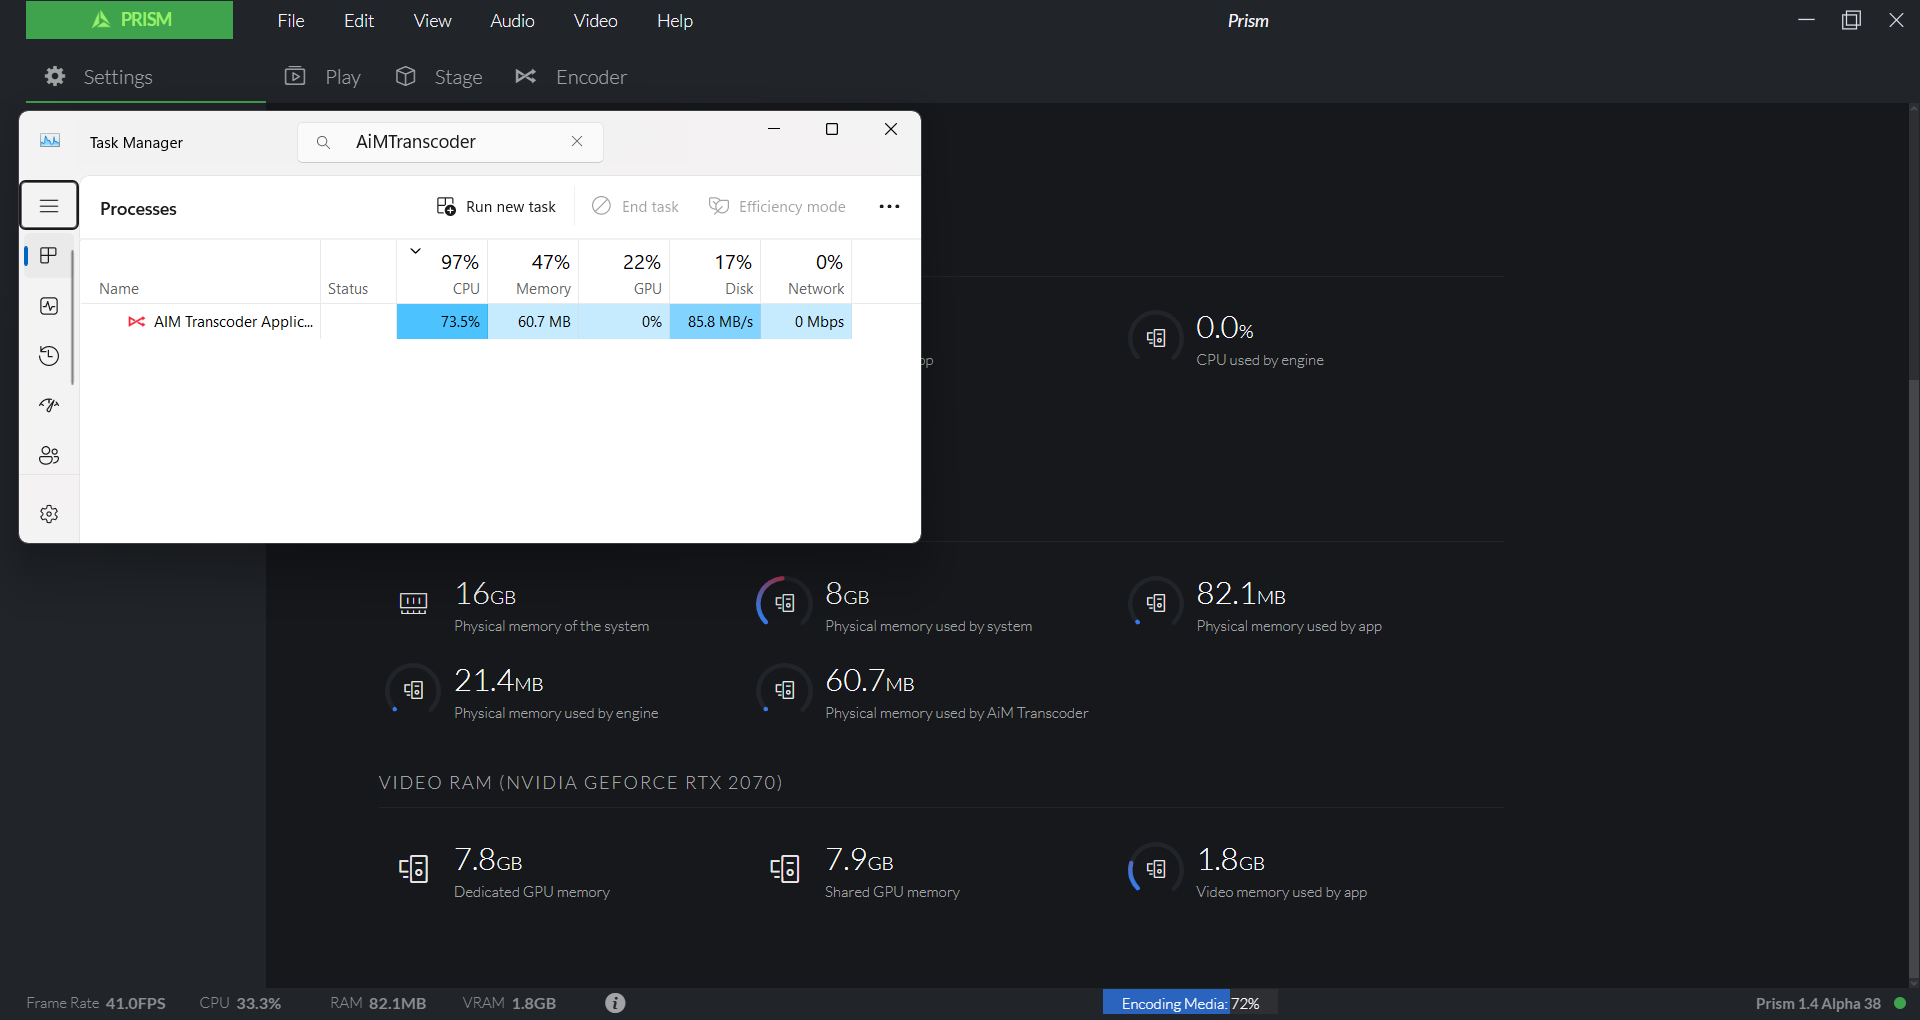 PRISM
File Edit View Audio Video Help
Prism
Settings Play Stage Encoder
Task Manager
AiMTranscoder
Processes
Run new task End task Efficiency mode
97% 47% 22% 17% 0%
Name Status CPU Memory GPU Disk Network
AIM Transcoder Applic... 73.5% 60.7 MB 0% 85.8 MB/s 0 Mbps
0.0%
CPU used by engine
16GB 8GB 82.1MB
Physical memory of the system Physical memory used by system Physical memory used by app
21.4MB 60.7MB
Physical memory used by engine Physical memory used by AiM Transcoder
VIDEO RAM (NVIDIA GEFORCE RTX 2070)
7.8GB 7.9GB 1.8GB
Dedicated GPU memory Shared GPU memory Video memory used by app
Frame Rate 41.0FPS CPU 33.3% RAM 82.1MB VRAM 1.8GB Encoding Media: 72% Prism 1.4 Alpha 38